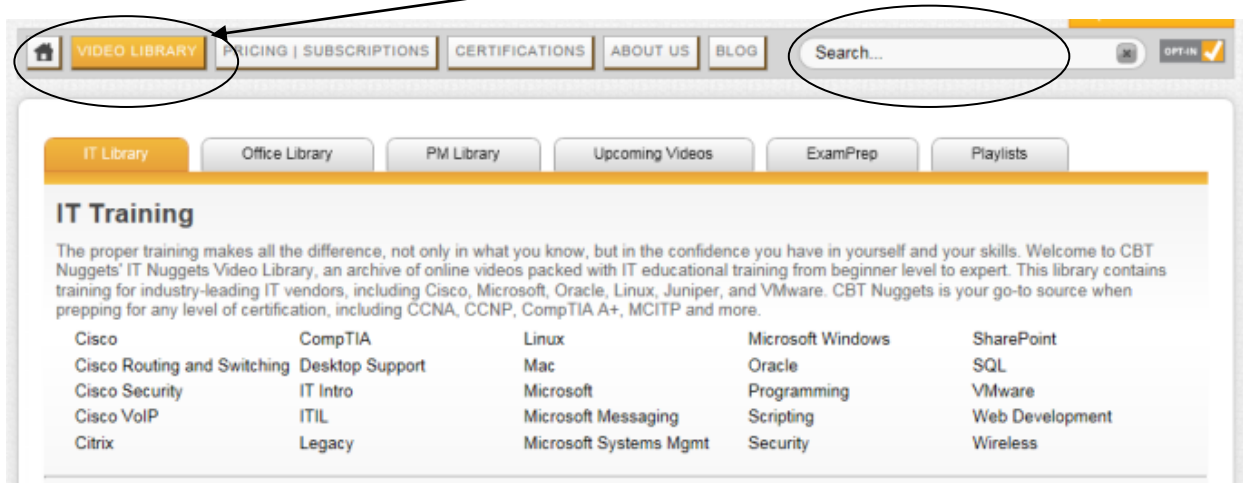 VIDEO LIBRARY PRICING | SUBSCRIPTIONS CERTIFICATIONS ABOUT US BLOG Search... OPT-IN
IT Library Office Library PM Library Upcoming Videos ExamPrep Playlists
IT Training
The proper training makes all the difference, not only in what you know, but in the confidence you have in yourself and your skills. Welcome to CBT
Nuggets' IT Nuggets Video Library, an archive of online videos packed with IT educational training from beginner level to expert. This library contains
training for industry-leading IT vendors, including Cisco, Microsoft, Oracle, Linux, Juniper, and VMware. CBT Nuggets is your go-to source when
prepping for any level of certification, including CCNA, CCNP, CompTIA A+, MCITP and more.
Cisco CompTIA Linux Microsoft Windows SharePoint
Cisco Routing and Switching Desktop Support Mac Oracle SQL
Cisco Security IT Intro Microsoft Programming VMware
Cisco VoIP ITIL Microsoft Messaging Scripting Web Development
Citrix Legacy Microsoft Systems Mgmt Security Wireless